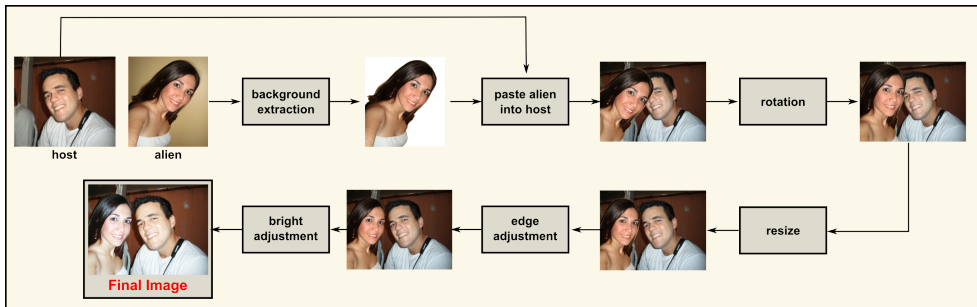 host
alien
background
extraction
paste alien
into host
rotation
resize
edge
adjustment
bright
adjustment
Final Image